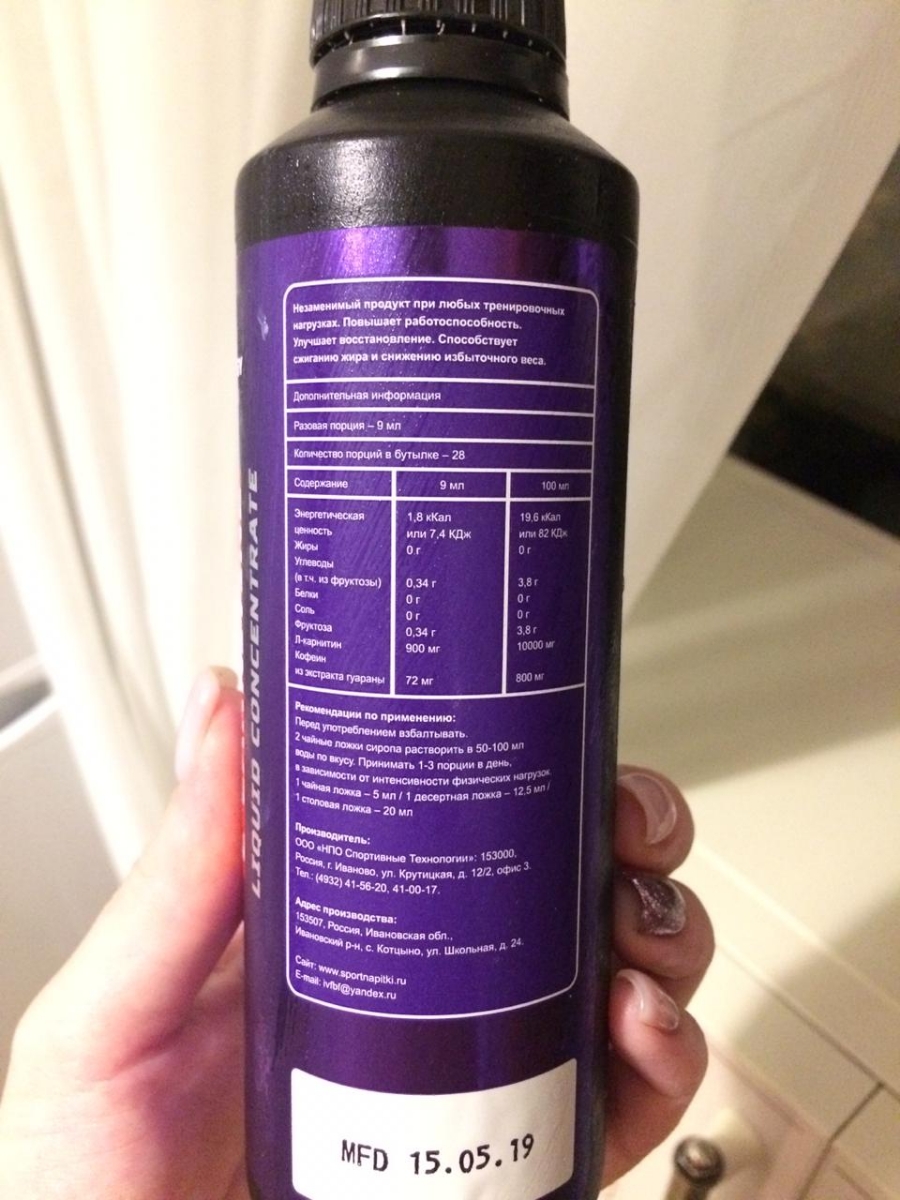 Незаменимый продукт при любых тренировочных
нагрузках. Повышает работоспособность.
Улучшает восстановление. Способствует
сжиганию жира и снижению избыточного веса.
Дополнительная информация
Разовая порция – 9 мл
Количество порций в бутылке – 28
Содержание 9 мл 100 мл
Энергетическая 1,8 кКал 19,6 кКал
ценность или 7,4 КДж или 82 КДж
Жиры 0 г 0 г
Углеводы
(в т.ч. из фруктозы) 0,34 г 3,8 г
Белки 0 г 0 г
Соль 0 г 0 г
Фруктоза 0,34 г 3,8 г
Л-карнитин 900 мг 10000 мг
Кофеин
из экстракта гуараны 72 мг 800 мг
Рекомендации по применению:
Перед употреблением взбалтывать.
2 чайные ложки сиропа растворить в 50-100 мл
воды по вкусу. Принимать 1-3 порции в день,
в зависимости от интенсивности физических нагрузок.
1 чайная ложка – 5 мл / 1 десертная ложка – 12,5 мл /
1 столовая ложка – 20 мл
Производитель:
ООО «НПО Спортивные Технологии»: 153000,
Россия, г. Иваново, ул. Крутицкая, д. 12/2, офис 3.
Тел.: (4932) 41-56-20, 41-00-17.
Адрес производства:
153507, Россия, Ивановская обл.,
Ивановский р-н, с. Котцыно, ул. Школьная, д. 24.
Сайт: www.sportnapitki.ru
E-mail: ivfbf@yandex.ru
LIQUID CONCENTRATE
MFD 15.05.19